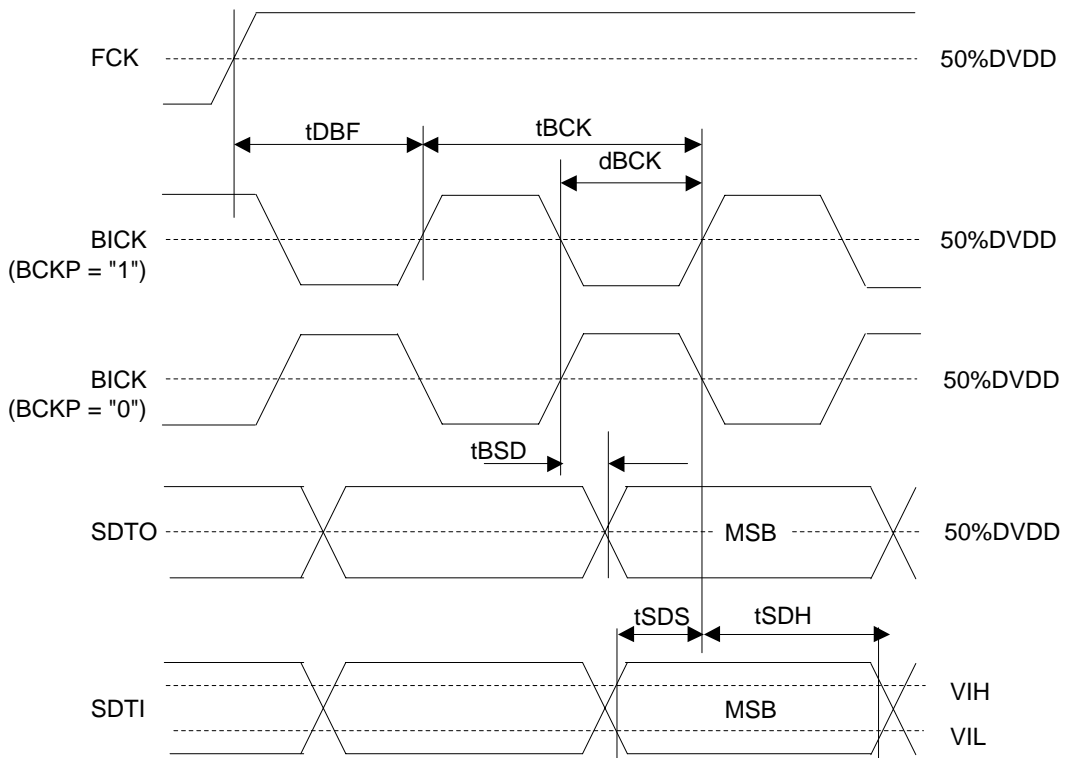 FCK
50%DVDD
tDBF
tBCK
dBCK
BICK
(BCKP = "1")
50%DVDD
BICK
(BCKP = "0")
50%DVDD
tBSD
SDTO
MSB
50%DVDD
tSDS
tSDH
SDTI
MSB
VIH
VIL